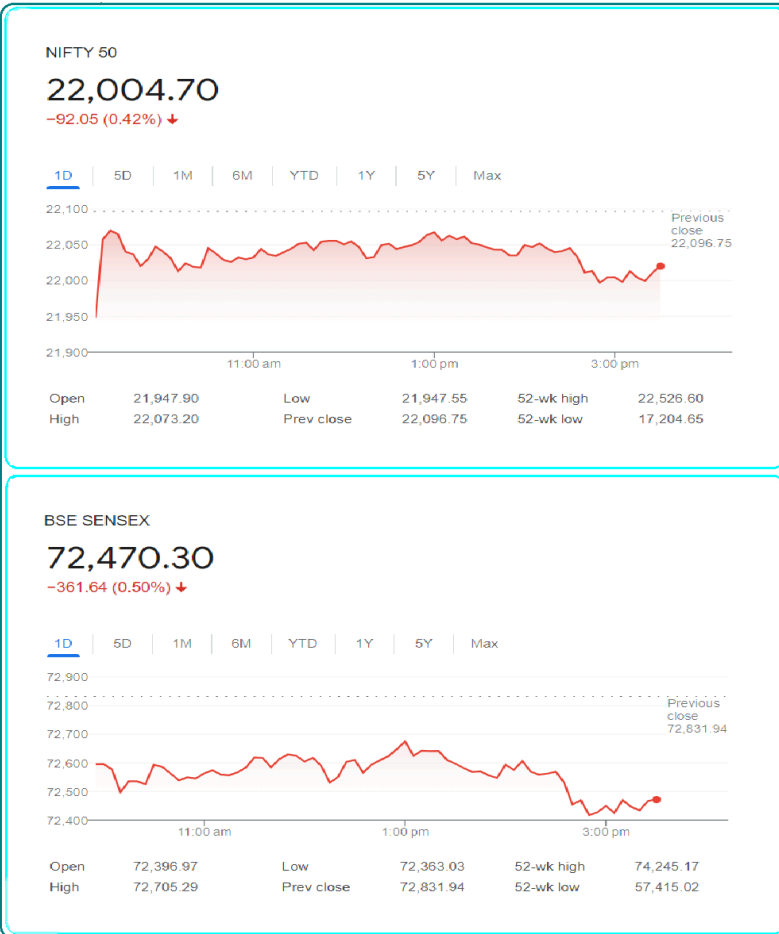 NIFTY 50
22,004.70
−92.05 (0.42%) ↓
1D 5D 1M 6M YTD 1Y 5Y Max
22,100
22,050
22,000
21,950
21,900
Previous
close
22,096.75
11:00 am 1:00 pm 3:00 pm
Open 21,947.90 Low 21,947.55 52-wk high 22,526.60
High 22,073.20 Prev close 22,096.75 52-wk low 17,204.65
BSE SENSEX
72,470.30
−361.64 (0.50%) ↓
1D 5D 1M 6M YTD 1Y 5Y Max
72,900
72,800
72,700
72,600
72,500
72,400
Previous
close
72,831.94
11:00 am 1:00 pm 3:00 pm
Open 72,396.97 Low 72,363.03 52-wk high 74,245.17
High 72,705.29 Prev close 72,831.94 52-wk low 57,415.02